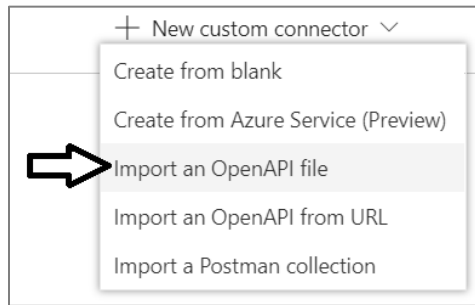 New custom connector
Create from blank
Create from Azure Service (Preview)
Import an OpenAPI file
Import an OpenAPI from URL
Import a Postman collection